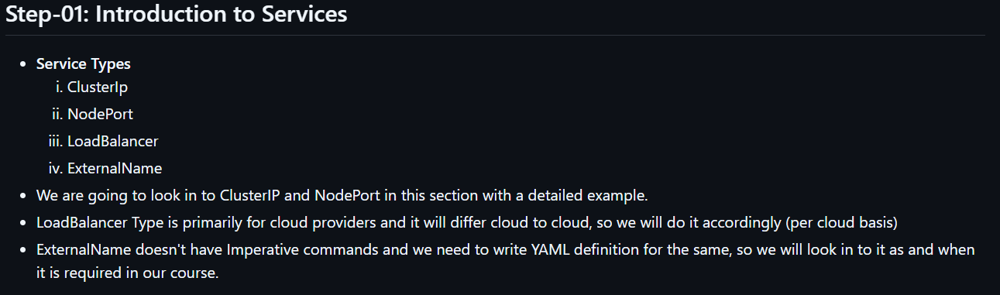 Step-01: Introduction to Services
• Service Types
i. ClusterIp
ii. NodePort
iii. LoadBalancer
iv. ExternalName
• We are going to look in to ClusterIP and NodePort in this section with a detailed example.
• LoadBalancer Type is primarily for cloud providers and it will differ cloud to cloud, so we will do it accordingly (per cloud basis)
• ExternalName doesn't have Imperative commands and we need to write YAML definition for the same, so we will look in to it as and when
it is required in our course.